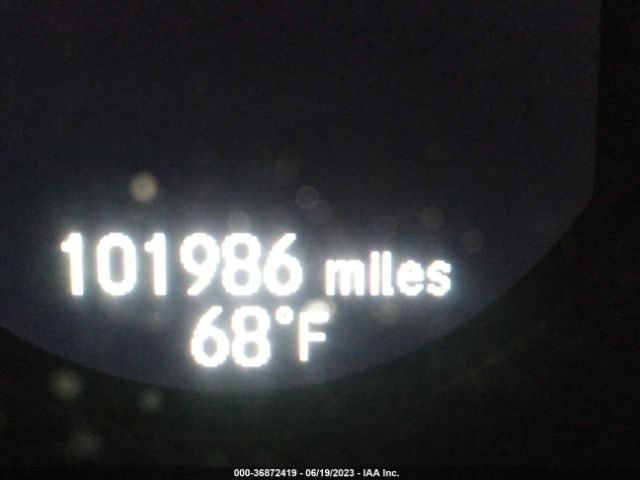 101986 miles
68°F
000-36872419 - 06/19/2023 - IAA Inc.